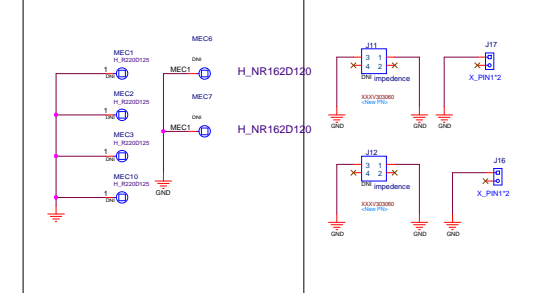 MEC1
H_R220D125
1
DNI
MEC2
H_R220D125
1
DNI
MEC3
H_R220D125
1
DNI
MEC10
H_R220D125
1
DNI
MEC6
DNI
MEC1
H_NR162D120
MEC7
DNI
MEC1
H_NR162D120
GND
J11
3 1
4 2
DNI impedence
XXXV303060
<New PN>
GND
GND
J17
X_PIN1*2
GND
J12
3 1
4 2
DNI impedence
XXXV303060
<New PN>
GND
GND
J16
X_PIN1*2
GND